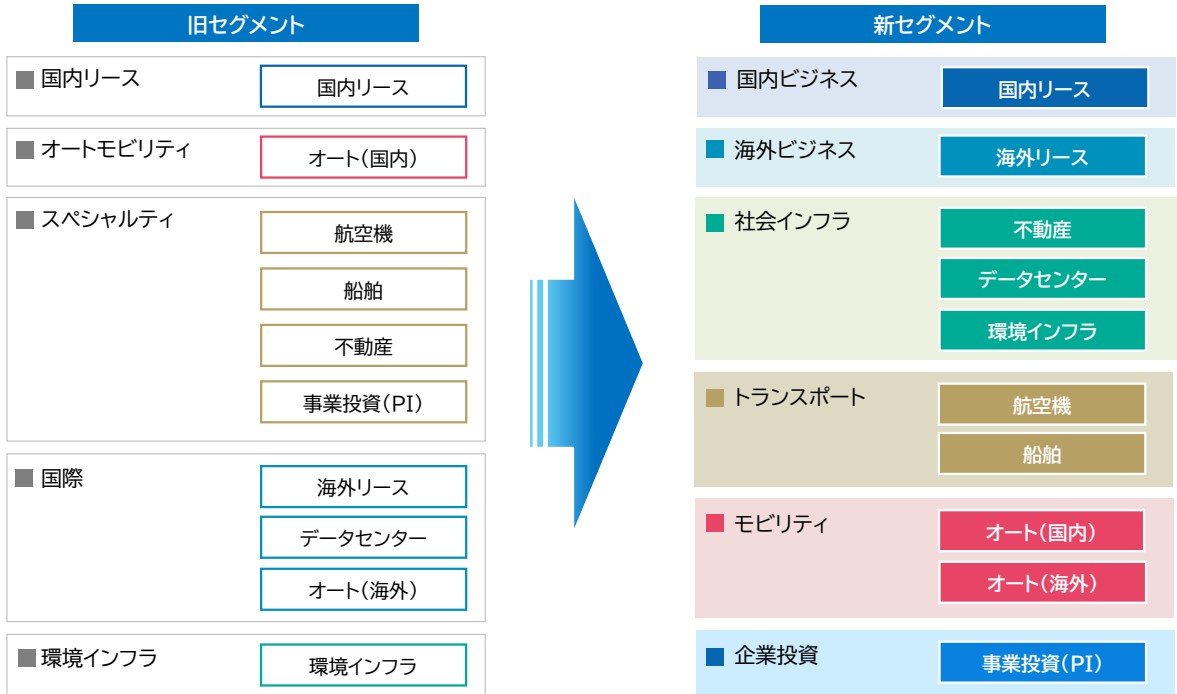 旧セグメント
国内リース
国内リース
オートモビリティ
オート(国内)
スペシャルティ
航空機
船舶
不動産
事業投資(PI)
国際
海外リース
データセンター
オート(海外)
環境インフラ
環境インフラ
新セグメント
国内ビジネス
国内リース
海外ビジネス
海外リース
社会インフラ
不動産
データセンター
環境インフラ
トランスポート
航空機
船舶
モビリティ
オート(国内)
オート(海外)
企業投資
事業投資(PI)